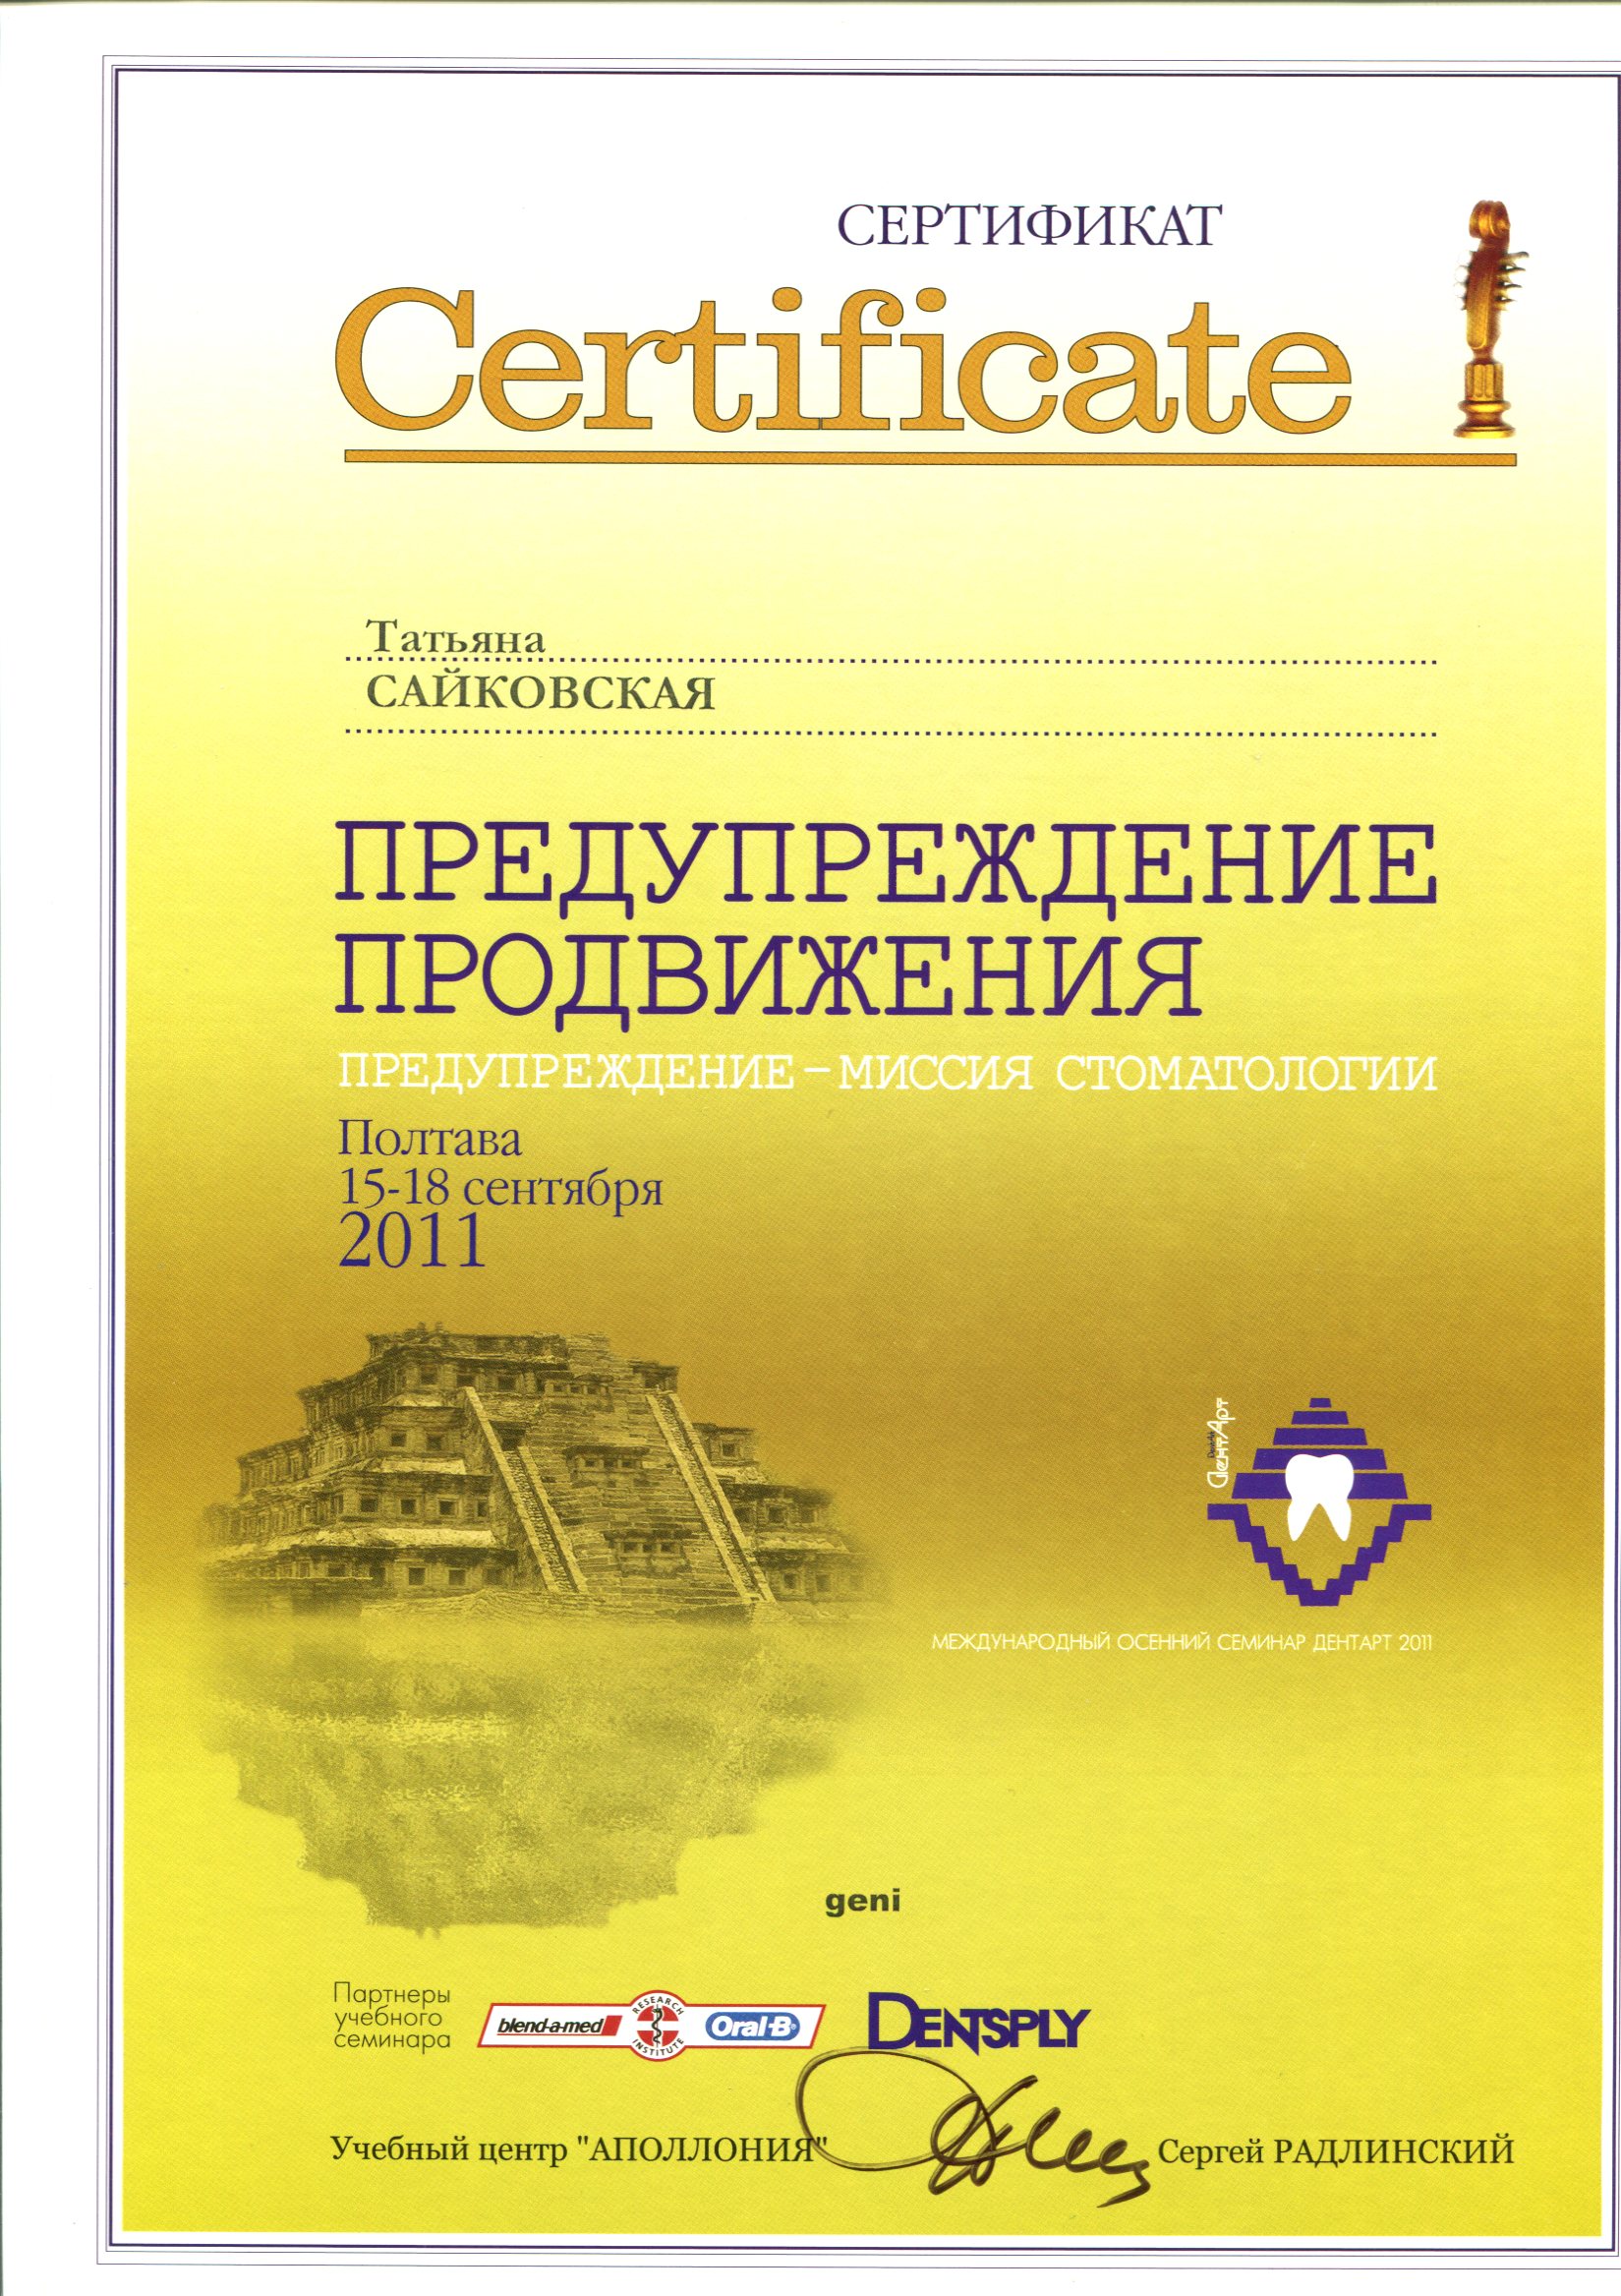 СЕРТИФИКАТ
Certificate
Татьяна
САЙКОВСКАЯ
ПРЕДУПРЕЖДЕНИЕ
ПРОДВИЖЕНИЯ
ПРЕДУПРЕЖДЕНИЕ – МИССИЯ СТОМАТОЛОГИИ
Полтава
15-18 сентября
2011
ДентАрт
МЕЖДУНАРОДНЫЙ ОСЕННИЙ СЕМИНАР ДЕНТАРТ 2011
geni
Партнеры
учебного
семинара
blend-a-med
RESEARCH
INSTITUTE
Oral-B
DENTSPLY
Учебный центр "АПОЛЛОНИЯ"
Сергей РАДЛИНСКИЙ